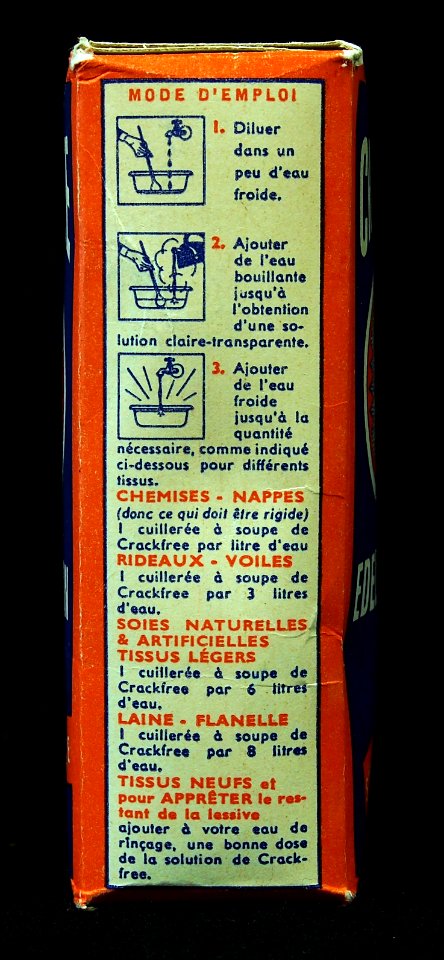 MODE D'EMPLOI
1. Diluer
dans un
peu d'eau
froide.
2. Ajouter
de l'eau
bouillante
jusqu'à
l'obtention
d'une so-
lution claire-transparente.
3. Ajouter
de l'eau
froide
jusqu'à la
quantité
nécessaire, comme indiqué
ci-dessous pour différents
tissus.
CHEMISES - NAPPES
(donc ce qui doit être rigide)
1 cuillerée à soupe de
Crackfree par litre d'eau
RIDEAUX - VOILES
1 cuillerée à soupe de
Crackfree par 3 litres
d'eau.
SOIES NATURELLES
& ARTIFICIELLES
TISSUS LÉGERS
1 cuillerée à soupe de
Crackfree par 6 litres
d'eau.
LAINE - FLANELLE
1 cuillerée à soupe de
Crackfree par 8 litres
d'eau.
TISSUS NEUFS et
pour APPRÊTER le res-
tant de la lessive
ajouter à votre eau de
rinçage, une bonne dose
de la solution de Crack-
free.